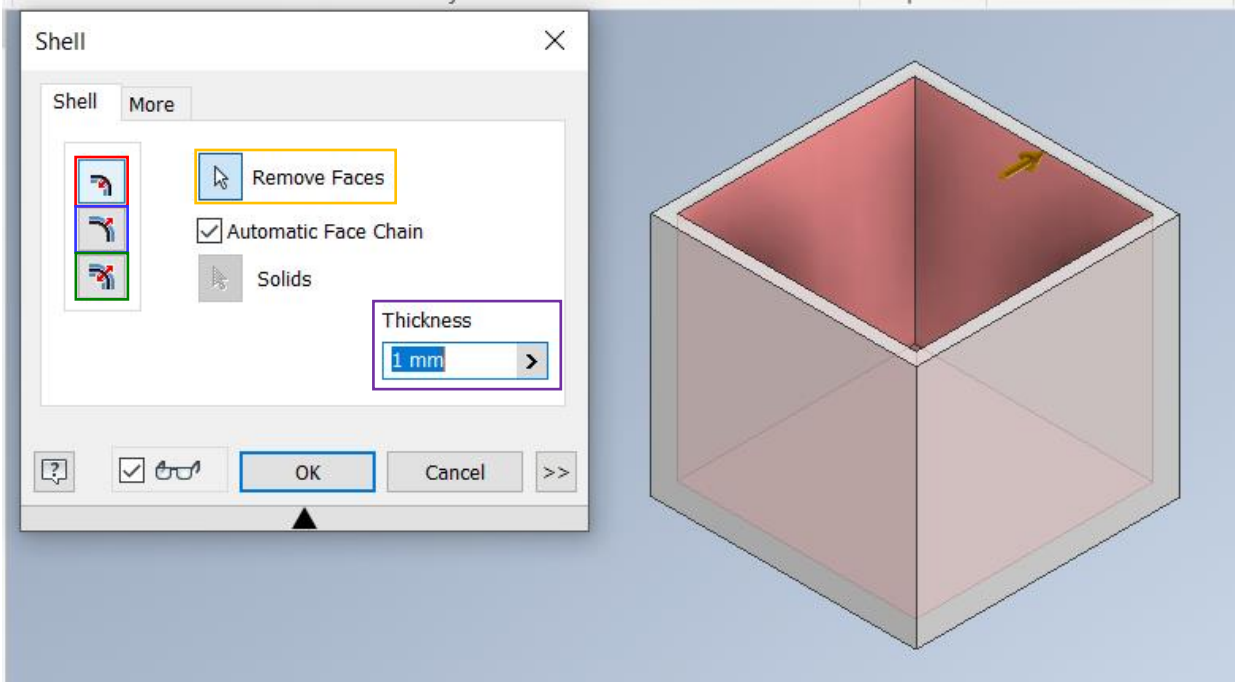 Shell
Shell More
Remove Faces
Automatic Face Chain
Solids
Thickness
1 mm >
? OK Cancel >>